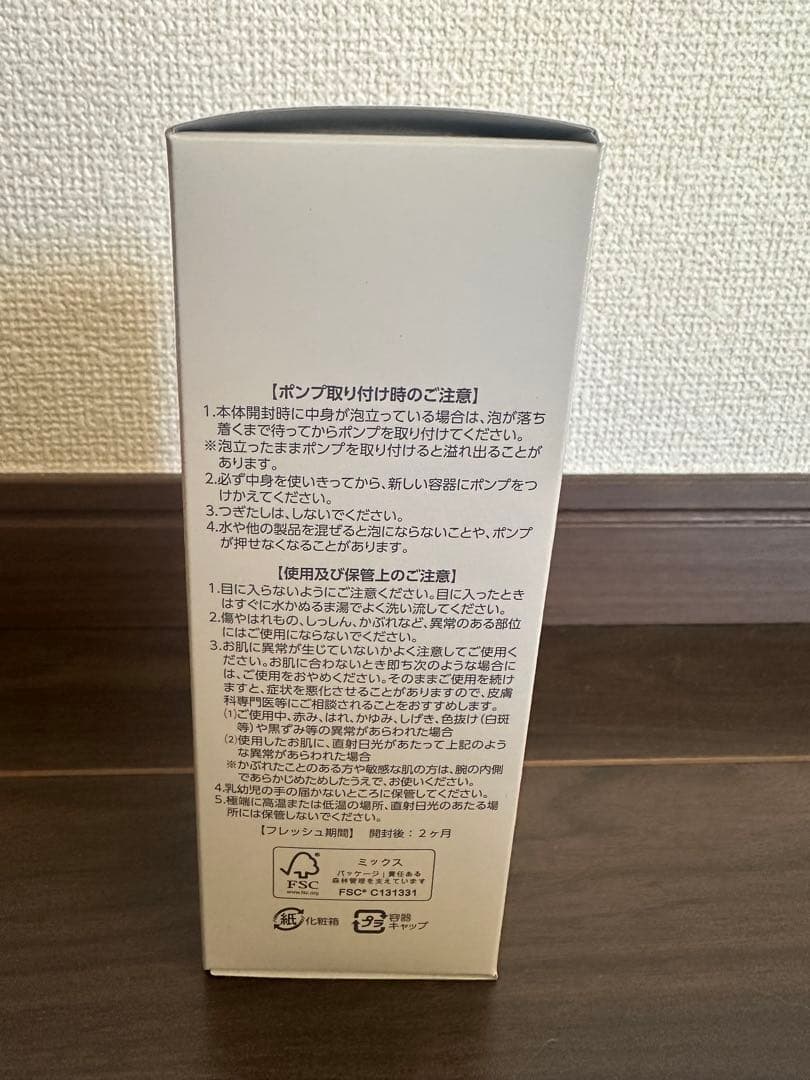 【ポンプ取り付け時のご注意】
1.本体開封時に中身が泡立っている場合は、泡が落ち
着くまで待ってからポンプを取り付けてください。
※泡立ったままポンプを取り付けると溢れ出ることが
あります。
2.必ず中身を使いきってから、新しい容器にポンプをつ
けかえてください。
3.つぎたしは、しないでください。
4.水や他の製品を混ぜると泡にならないことや、ポンプ
が押せなくなることがあります。
【使用及び保管上のご注意】
1.目に入らないようにご注意ください。目に入ったとき
はすぐに水かぬるま湯でよく洗い流してください。
2.傷やはれもの、しっしん、かぶれなど、異常のある部位
にはご使用にならないでください。
3.お肌に異常が生じていないかよく注意してご使用く
ださい。お肌に合わないとき即ち次のような場合に
は、ご使用をおやめください。そのままご使用を続け
ますと、症状を悪化させることがありますので、皮膚
科専門医等にご相談されることをおすすめします。
(1)ご使用中、赤み、はれ、かゆみ、しげき、色抜け(白斑
等)や黒ずみ等の異常があらわれた場合
(2)使用したお肌に、直射日光があたって上記のよう
な異常があらわれた場合
※かぶれたことのある方や敏感な肌の方は、腕の内側
であらかじめためしたうえで、お使いください。
4.乳幼児の手の届かないところに保管してください。
5.極端に高温または低温の場所、直射日光のあたる場
所には保管しないでください。
【フレッシュ期間】 開封後：2ヶ月
FSC
www.fsc.org
ミックス
パッケージ|責任ある
森林管理を支えています
FSC® C131331
紙 化粧箱
プラ 容器
キャップ